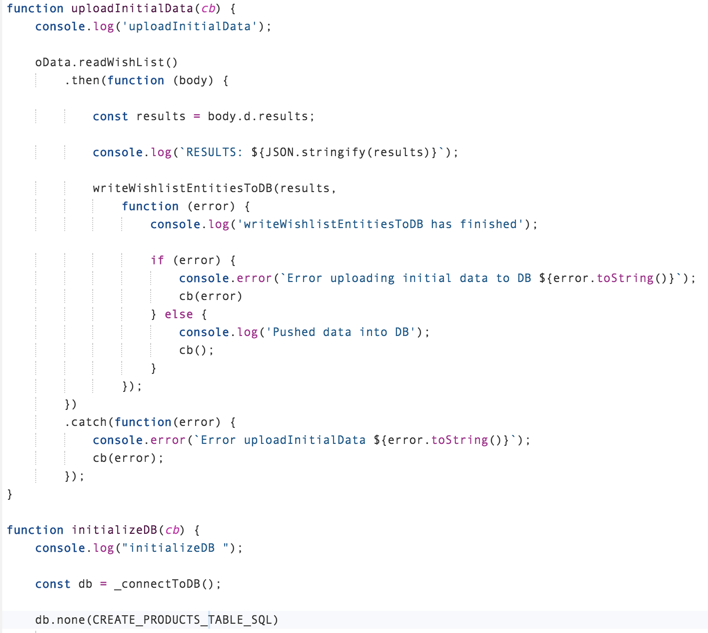 function uploadInitialData(cb) {
    console.log('uploadInitialData');

    oData.readWishList()
        .then(function (body) {

            const results = body.d.results;

            console.log(`RESULTS: ${JSON.stringify(results)}`);

            writeWishlistEntitiesToDB(results,
                function (error) {
                    console.log('writeWishlistEntitiesToDB has finished');

                    if (error) {
                        console.error(`Error uploading initial data to DB ${error.toString()}`);
                        cb(error)
                    } else {
                        console.log('Pushed data into DB');
                        cb();
                    }
                });
        })
        .catch(function(error) {
            console.error(`Error uploadInitialData ${error.toString()}`);
            cb(error);
        });
}

function initializeDB(cb) {
    console.log("initializeDB ");

    const db = _connectToDB();

    db.none(CREATE_PRODUCTS_TABLE_SQL)